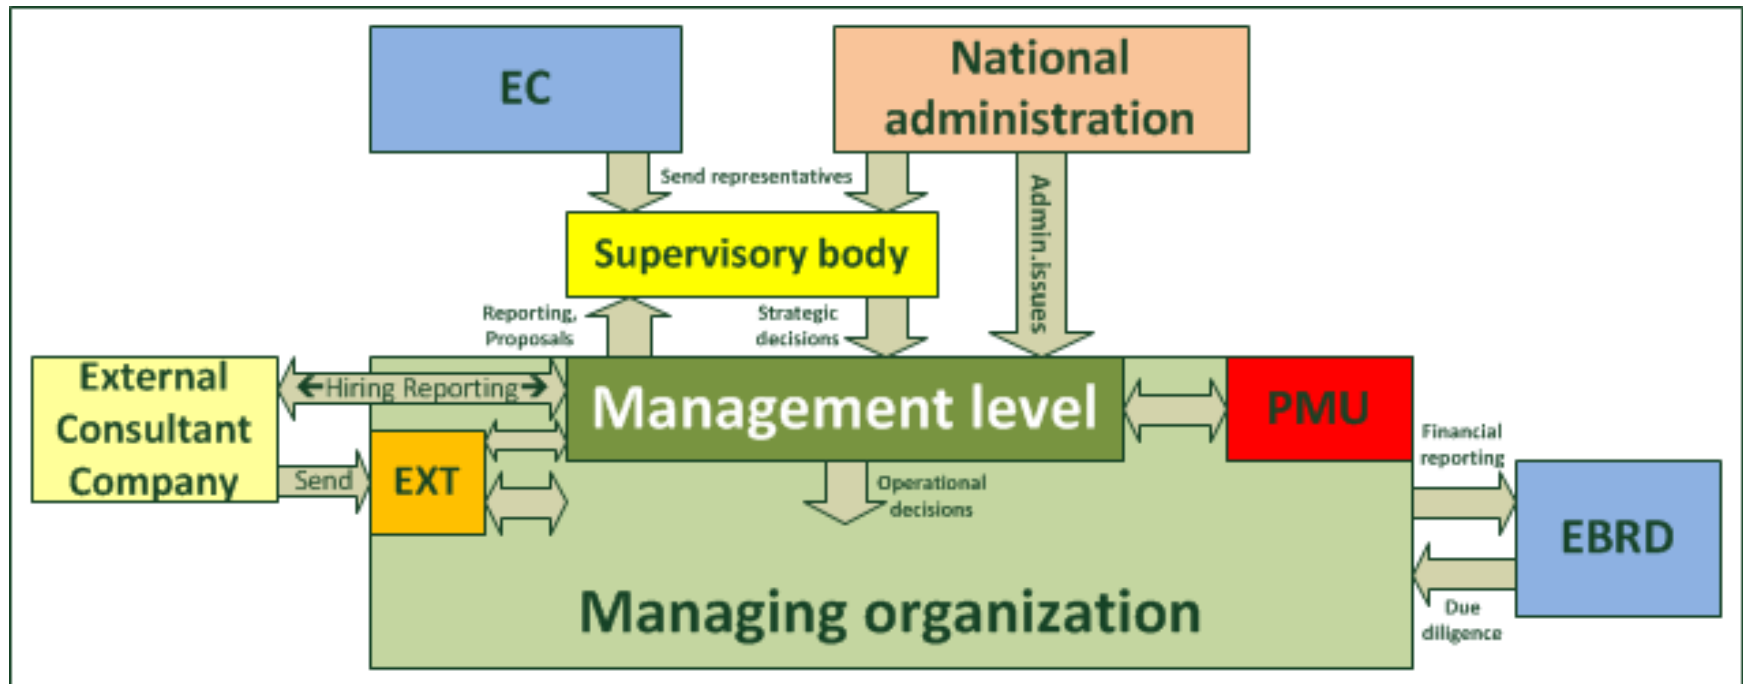 EC
National
administration
Send representatives
Admin.issues
Supervisory body
Reporting,
Proposals
Strategic
decisions
External
Consultant
Company
←Hiring Reporting→
Management level
PMU
Send
EXT
Operational
decisions
Financial
reporting
EBRD
Due
diligence
Managing organization